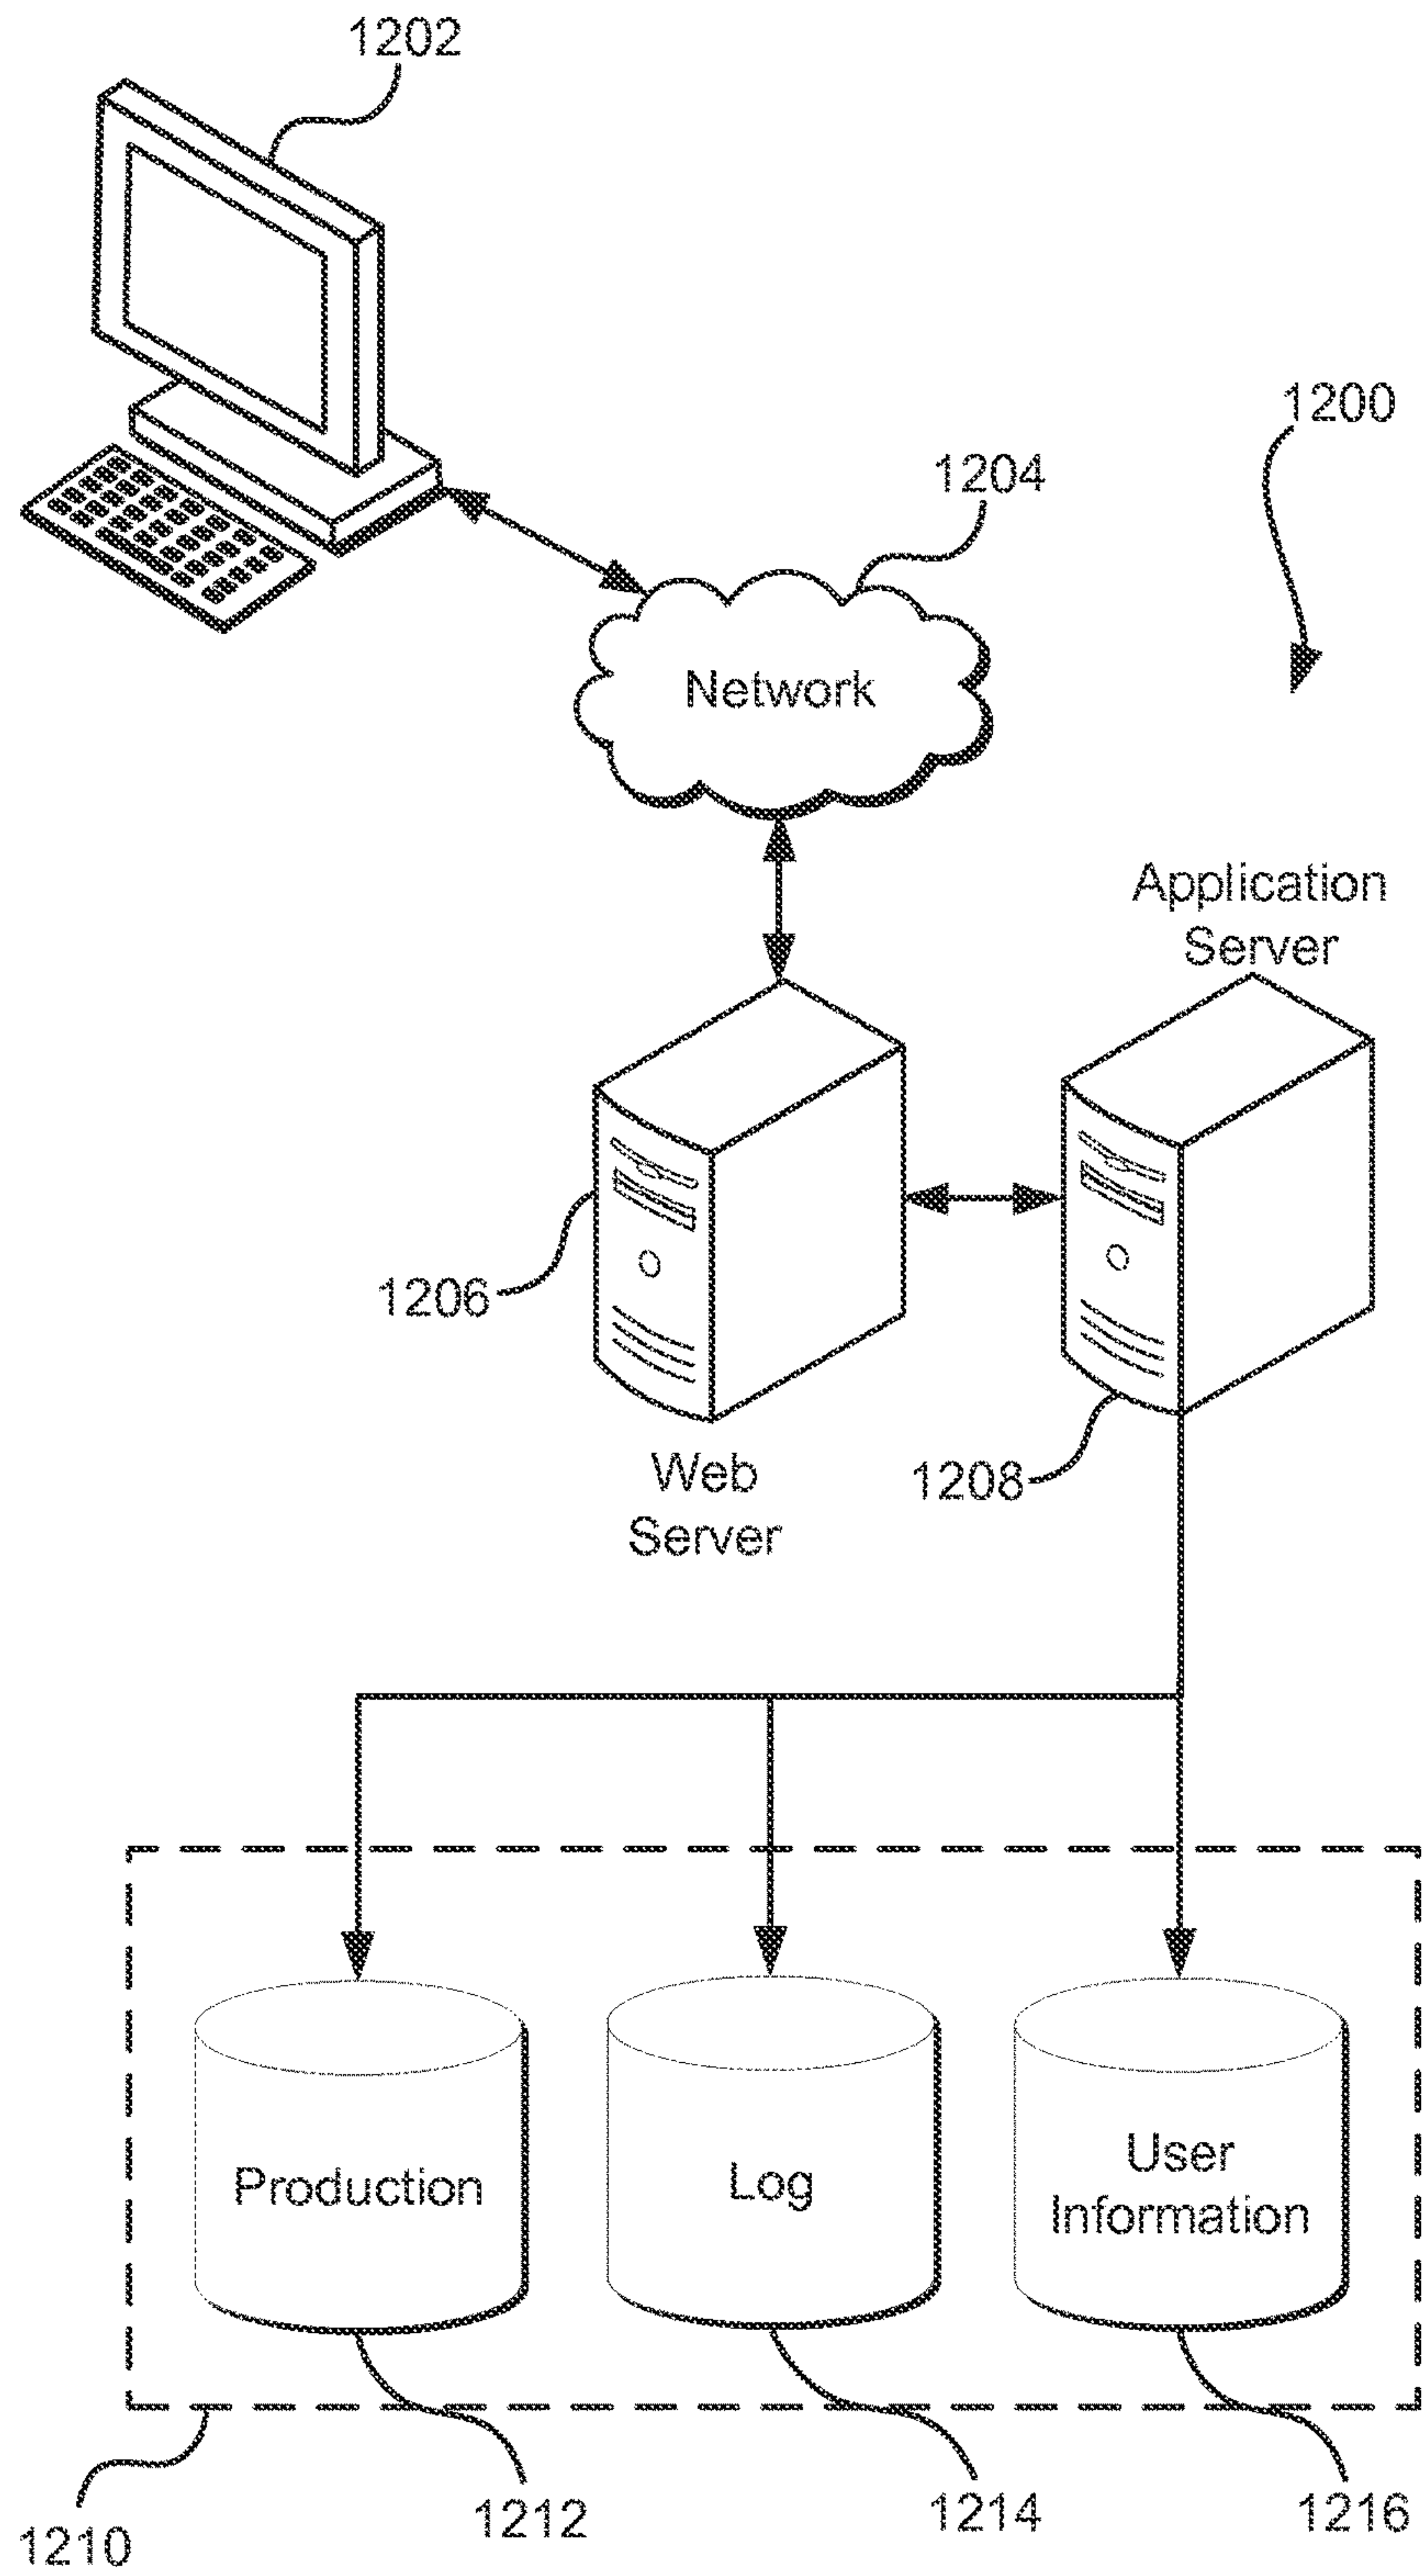 1202
1200
1204
Network
Application
Server
1206
1208
Web
Server
Production
Log
User
Information
1210
1212
1214
1216